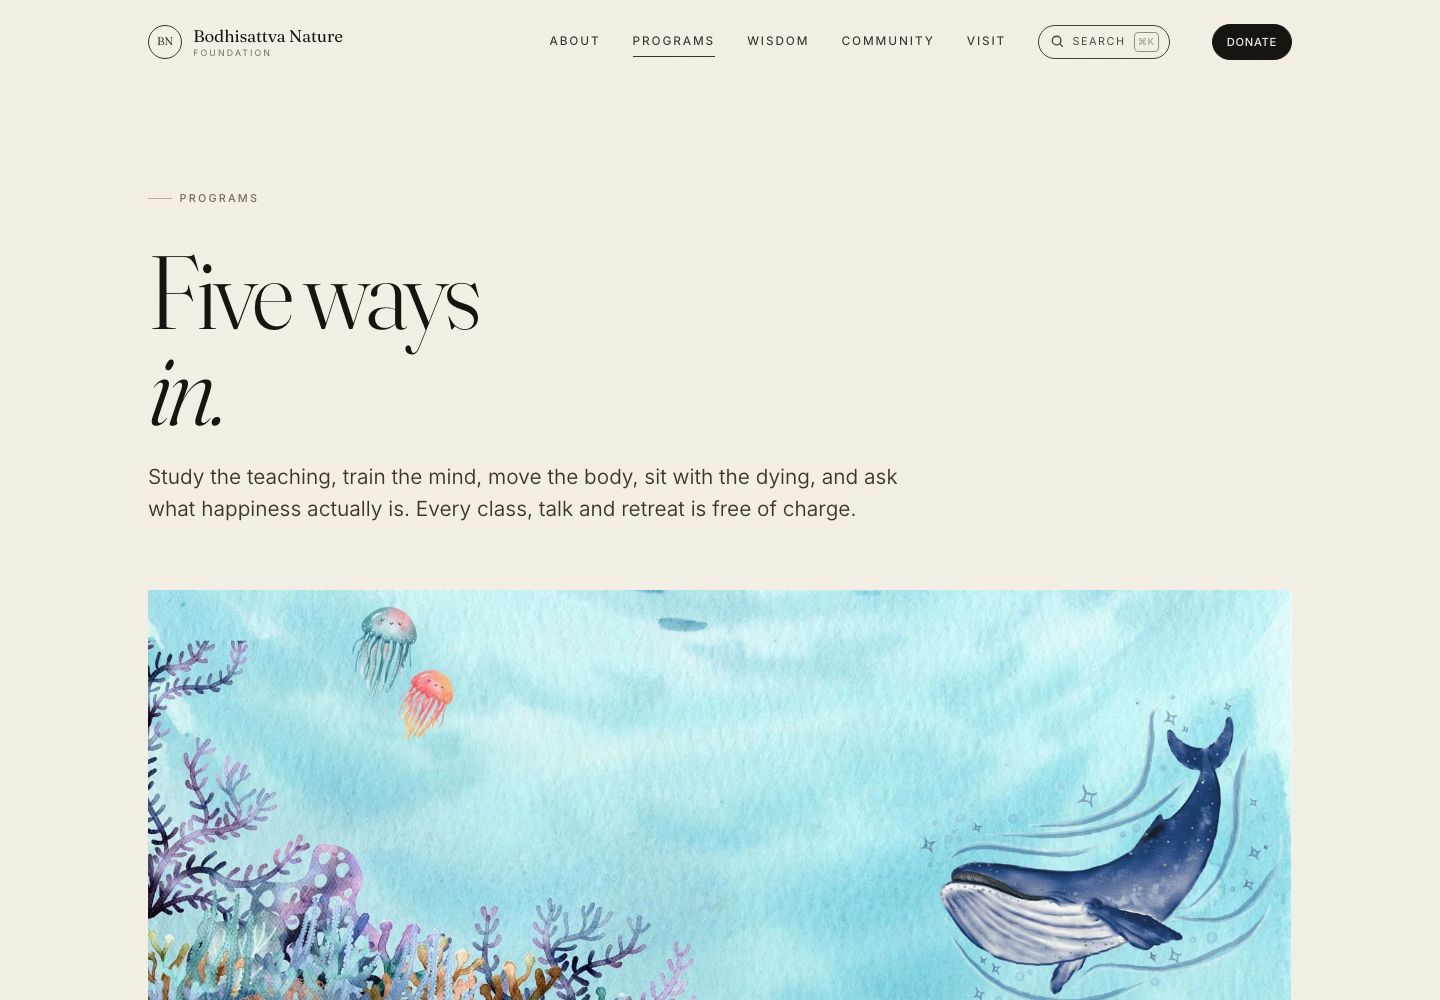 BN
Bodhisattva Nature
FOUNDATION
ABOUT
PROGRAMS
WISDOM
COMMUNITY
VISIT
SEARCH ⌘K
DONATE
PROGRAMS
Five ways
in.
Study the teaching, train the mind, move the body, sit with the dying, and ask
what happiness actually is. Every class, talk and retreat is free of charge.